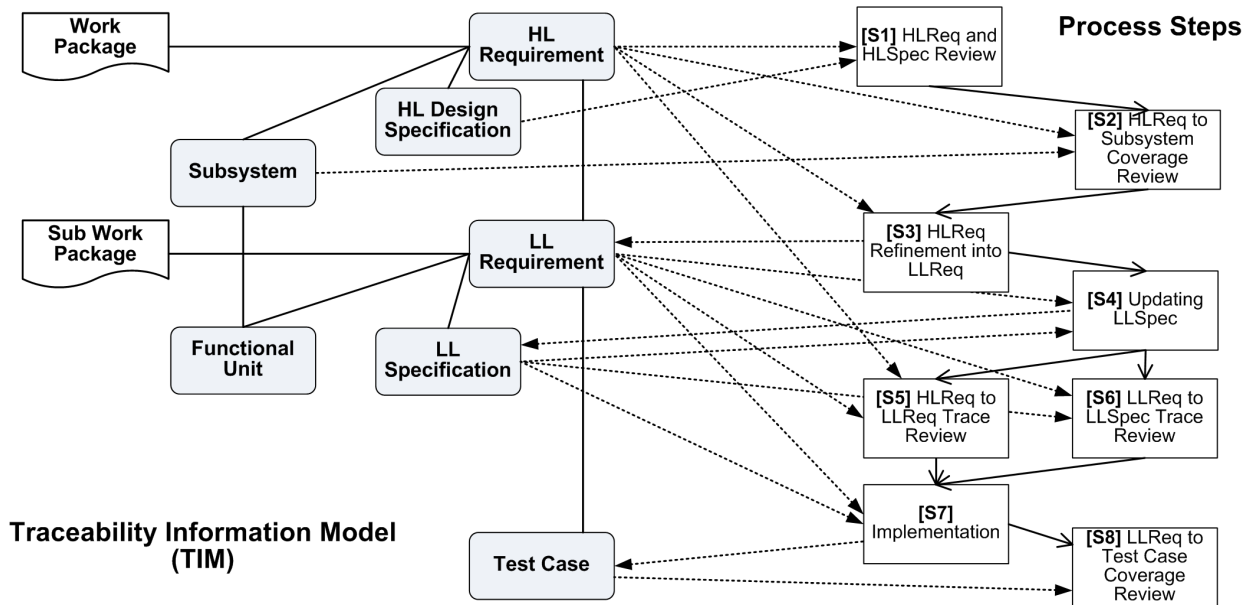 Work
Package
HL
Requirement
[S1] HLReq and
HLSpec Review
Process Steps
HL Design
Specification
[S2] HLReq to
Subsystem
Coverage
Review
Subsystem
Sub Work
Package
LL
Requirement
[S3] HLReq
Refinement into
LLReq
[S4] Updating
LLSpec
Functional
Unit
LL
Specification
[S5] HLReq to
LLReq Trace
Review
[S6] LLReq to
LLSpec Trace
Review
Traceability Information Model
(TIM)
Test Case
[S7]
Implementation
[S8] LLReq to
Test Case
Coverage
Review